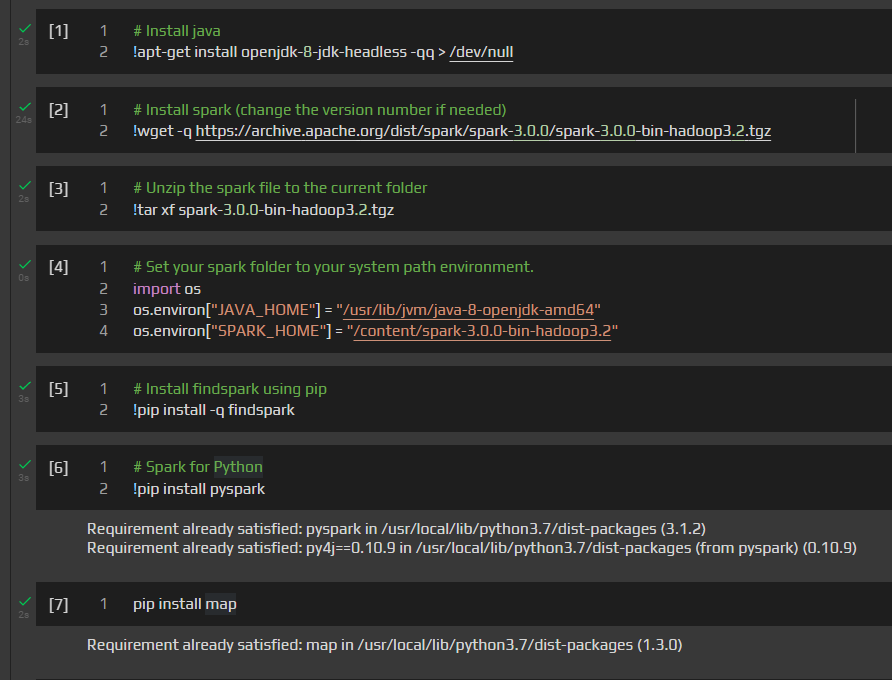 [1] 1 # Install java
2s 2 !apt-get install openjdk-8-jdk-headless -qq > /dev/null
[2] 1 # Install spark (change the version number if needed)
24s 2 !wget -q https://archive.apache.org/dist/spark/spark-3.0.0/spark-3.0.0-bin-hadoop3.2.tgz
[3] 1 # Unzip the spark file to the current folder
2s 2 !tar xf spark-3.0.0-bin-hadoop3.2.tgz
[4] 1 # Set your spark folder to your system path environment.
0s 2 import os
3 os.environ["JAVA_HOME"] = "/usr/lib/jvm/java-8-openjdk-amd64"
4 os.environ["SPARK_HOME"] = "/content/spark-3.0.0-bin-hadoop3.2"
[5] 1 # Install findspark using pip
3s 2 !pip install -q findspark
[6] 1 # Spark for Python
3s 2 !pip install pyspark
Requirement already satisfied: pyspark in /usr/local/lib/python3.7/dist-packages (3.1.2)
Requirement already satisfied: py4j==0.10.9 in /usr/local/lib/python3.7/dist-packages (from pyspark) (0.10.9)
[7] 1 pip install map
2s
Requirement already satisfied: map in /usr/local/lib/python3.7/dist-packages (1.3.0)